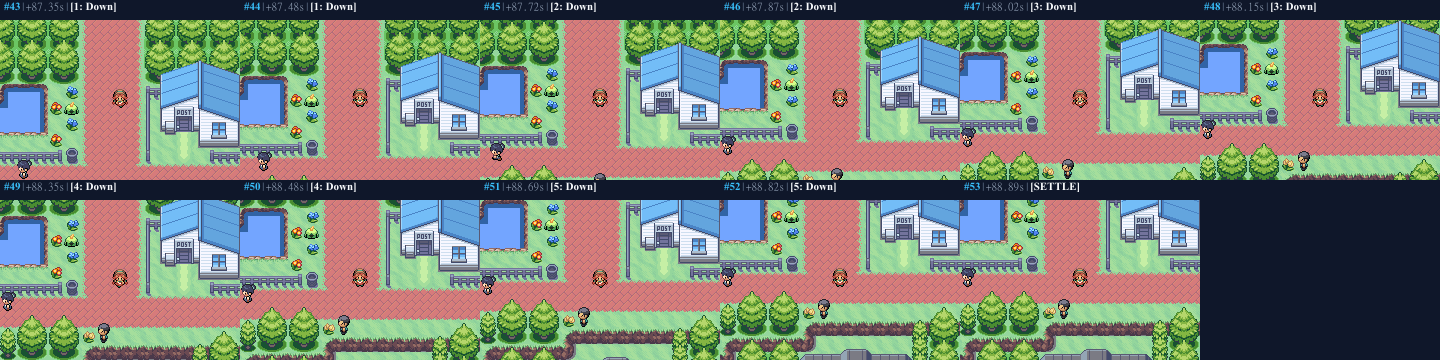 #43|+87.35s|[1: Down]
#44|+87.48s|[1: Down]
#45|+87.72s|[2: Down]
#46|+87.87s|[2: Down]
#47|+88.02s|[3: Down]
#48|+88.15s|[3: Down]
POST
POST
POST
POST
POST
POST
#49|+88.35s|[4: Down]
#50|+88.48s|[4: Down]
#51|+88.69s|[5: Down]
#52|+88.82s|[5: Down]
#53|+88.89s|[SETTLE]
POST
POST
POST
POST
POST